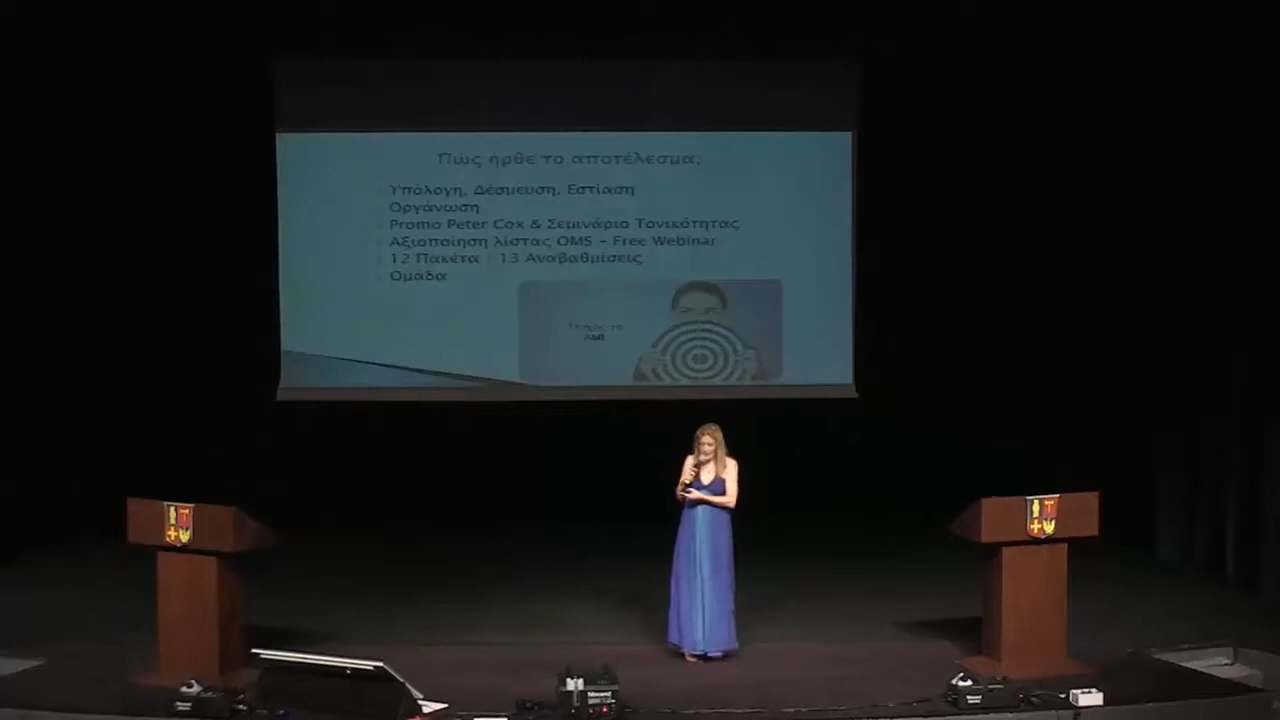 Πώς ήρθε το αποτέλεσμα;
Υπόλογη, Δέσμευση, Εστίαση
Οργάνωση
Promo Peter Cox & Σεμινάριο Τονικότητας
Αξιοποίηση λίστας OMS – Free Webinar
12 Πακέτα / 13 Αναβαθμίσεις
Ομάδα